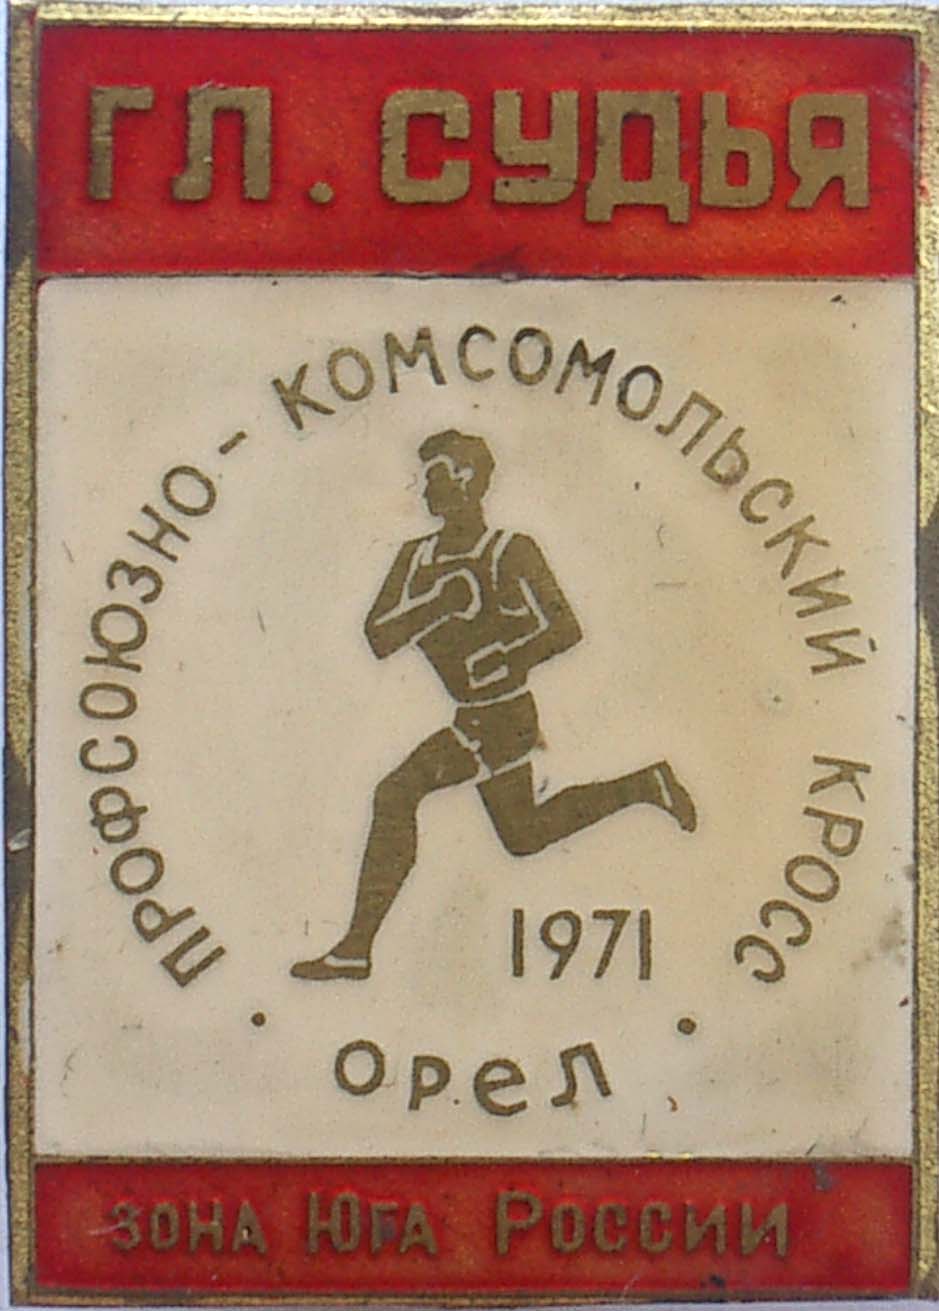 ГЛ. СУДЬЯ
ПРОФСОЮЗНО-КОМСОМОЛЬСКИЙ КРОСС
1971
· ОРЕЛ ·
ЗОНА ЮГА РОССИИ